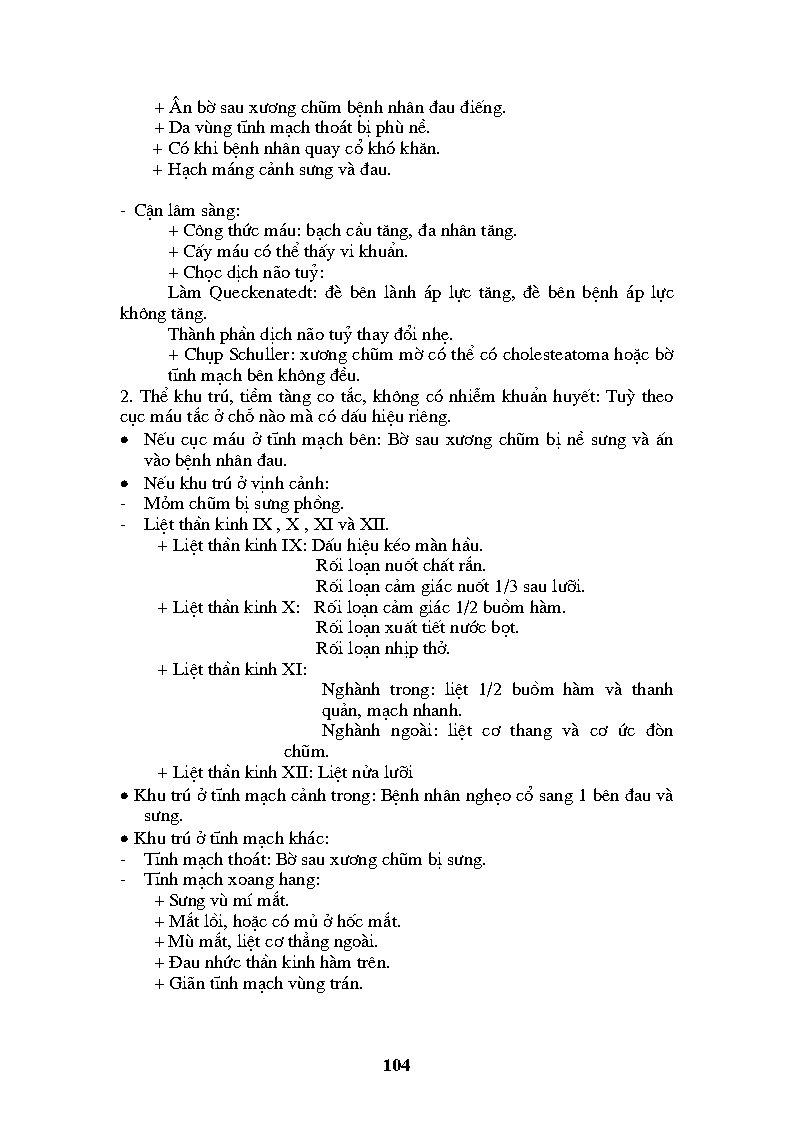 + Ân bờ sau xương chũm bệnh nhân đau điếng.
+ Da vùng tĩnh mạch thoát bị phù nề.
+ Có khi bệnh nhân quay cổ khó khăn.
+ Hạch máng cảnh sưng và đau.
- Cận lâm sàng:
+ Công thức máu: bạch cầu tăng, đa nhân tăng.
+ Cấy máu có thể thấy vi khuẩn.
+ Chọc dịch não tuỷ:
Làm Queckenatedt: đè bên lành áp lực tăng, đè bên bệnh áp lực
không tăng.
Thành phần dịch não tuỷ thay đổi nhẹ.
+ Chụp Schuller: xương chũm mờ có thể có cholesteatoma hoặc bờ
tĩnh mạch bên không đều.
2. Thể khu trú, tiềm tàng co tắc, không có nhiễm khuẩn huyết: Tuỳ theo
cục máu tắc ở chỗ nào mà có dấu hiệu riêng.
• Nếu cục máu ở tĩnh mạch bên: Bờ sau xương chũm bị nề sưng và ấn
vào bệnh nhân đau.
• Nếu khu trú ở vịnh cảnh:
- Mỏm chũm bị sưng phồng.
- Liệt thần kinh IX , X , XI và XII.
+ Liệt thần kinh IX: Dấu hiệu kéo màn hầu.
Rối loạn nuốt chất rắn.
Rối loạn cảm giác nuốt 1/3 sau lưỡi.
+ Liệt thần kinh X: Rối loạn cảm giác 1/2 buồm hàm.
Rối loạn xuất tiết nước bọt.
Rối loạn nhịp thở.
+ Liệt thần kinh XI:
Nghành trong: liệt 1/2 buồm hàm và thanh
quản, mạch nhanh.
Nghành ngoài: liệt cơ thang và cơ ức đòn
chũm.
+ Liệt thần kinh XII: Liệt nửa lưỡi
• Khu trú ở tĩnh mạch cảnh trong: Bệnh nhân nghẹo cổ sang 1 bên đau và
sưng.
• Khu trú ở tĩnh mạch khác:
- Tĩnh mạch thoát: Bờ sau xương chũm bị sưng.
- Tĩnh mạch xoang hang:
+ Sưng vù mí mắt.
+ Mắt lồi, hoặc có mủ ở hốc mắt.
+ Mù mắt, liệt cơ thẳng ngoài.
+ Đau nhức thần kinh hàm trên.
+ Giãn tĩnh mạch vùng trán.
104